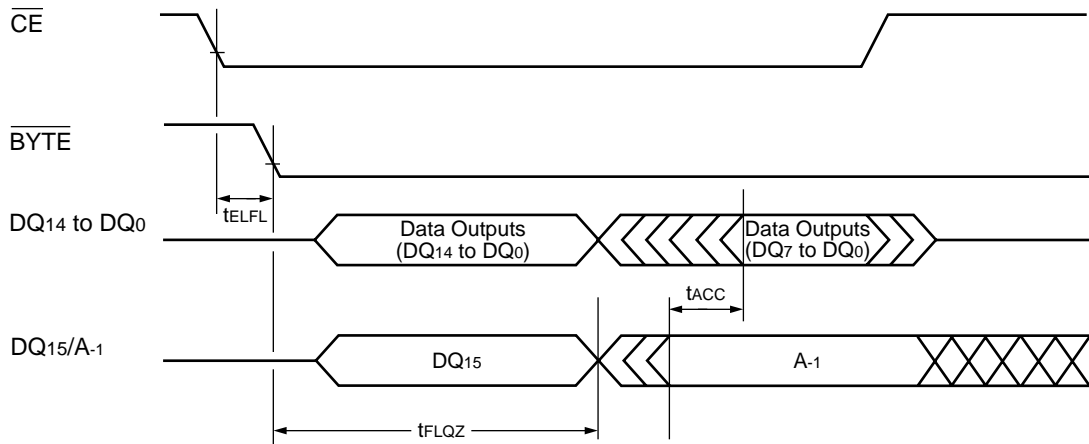 CE
BYTE
tELFL
DQ14 to DQ0
Data Outputs
(DQ14 to DQ0)
Data Outputs
(DQ7 to DQ0)
tACC
DQ15/A-1
DQ15
A-1
tFLQZ